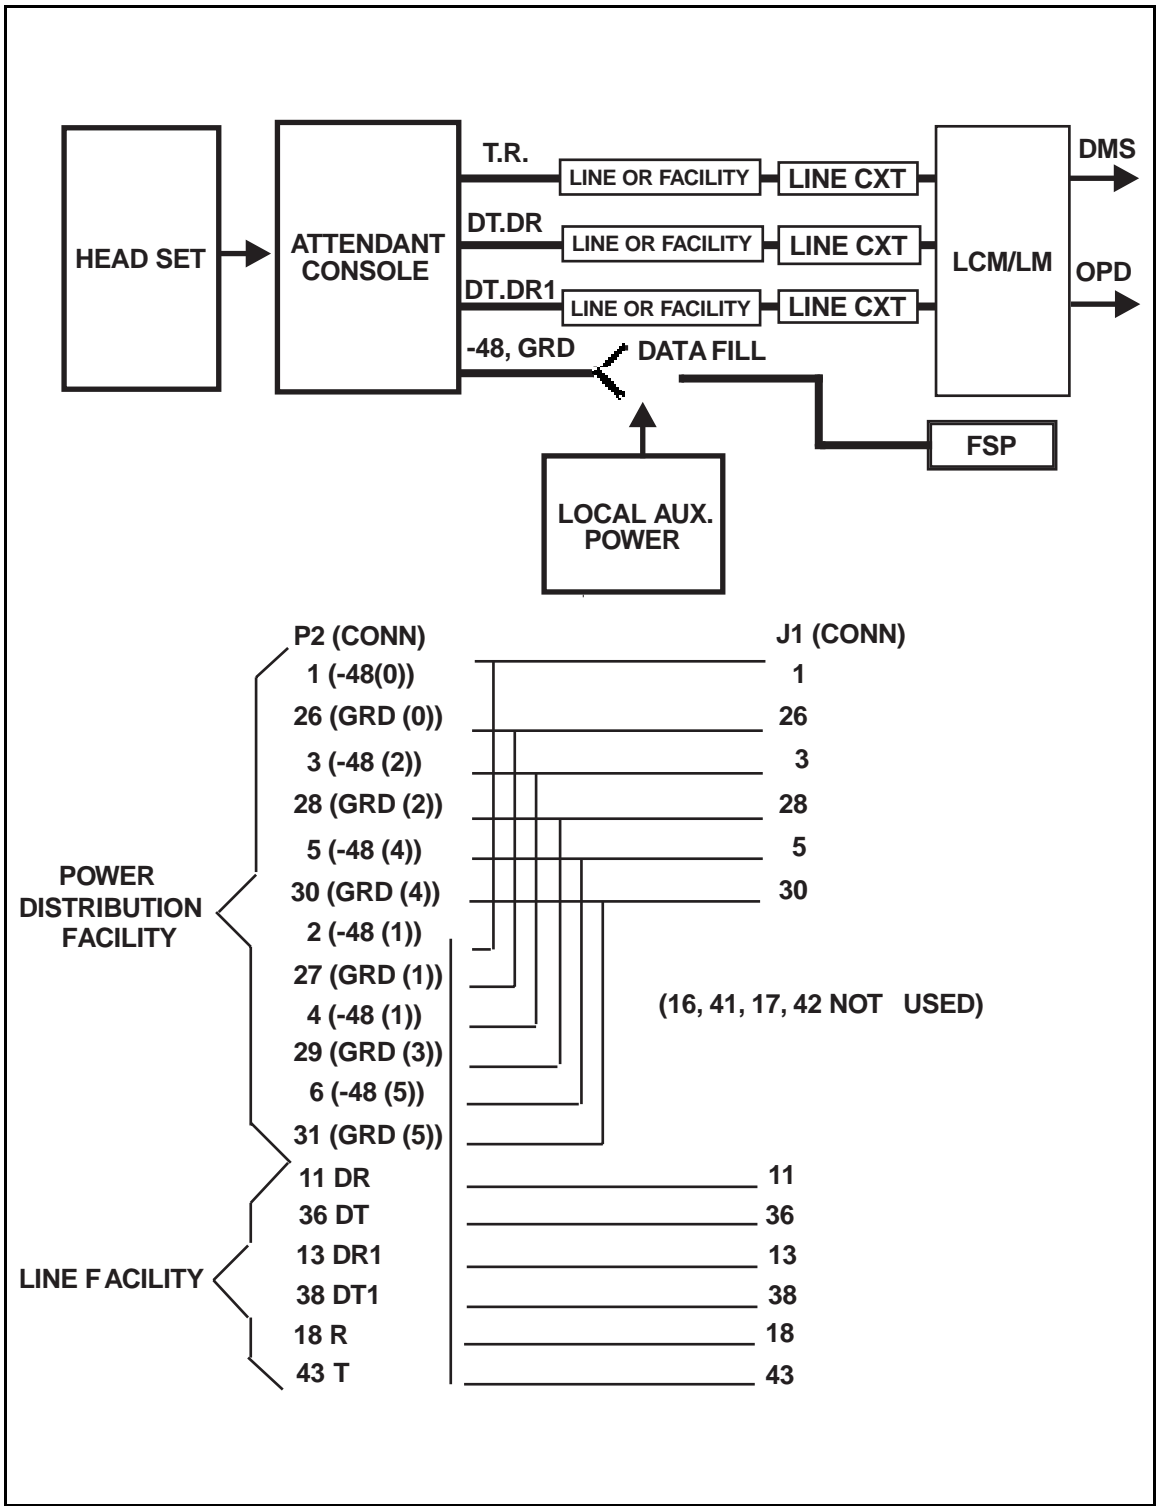 T.R.
LINE OR FACILITY
LINE CXT
DMS
HEAD SET
ATTENDANT
CONSOLE
DT.DR
LINE OR FACILITY
LINE CXT
LCM/LM
OPD
DT.DR1
LINE OR FACILITY
LINE CXT
-48, GRD
DATA FILL
FSP
LOCAL AUX.
POWER
P2 (CONN)
J1 (CONN)
1 (-48(0))
1
26 (GRD (0))
26
3 (-48 (2))
3
28 (GRD (2))
28
5 (-48 (4))
5
30 (GRD (4))
30
POWER
DISTRIBUTION
FACILITY
2 (-48 (1))
27 (GRD (1))
4 (-48 (1))
(16, 41, 17, 42 NOT USED)
29 (GRD (3))
6 (-48 (5))
31 (GRD (5))
11 DR
11
36 DT
36
LINE FACILITY
13 DR1
13
38 DT1
38
18 R
18
43 T
43